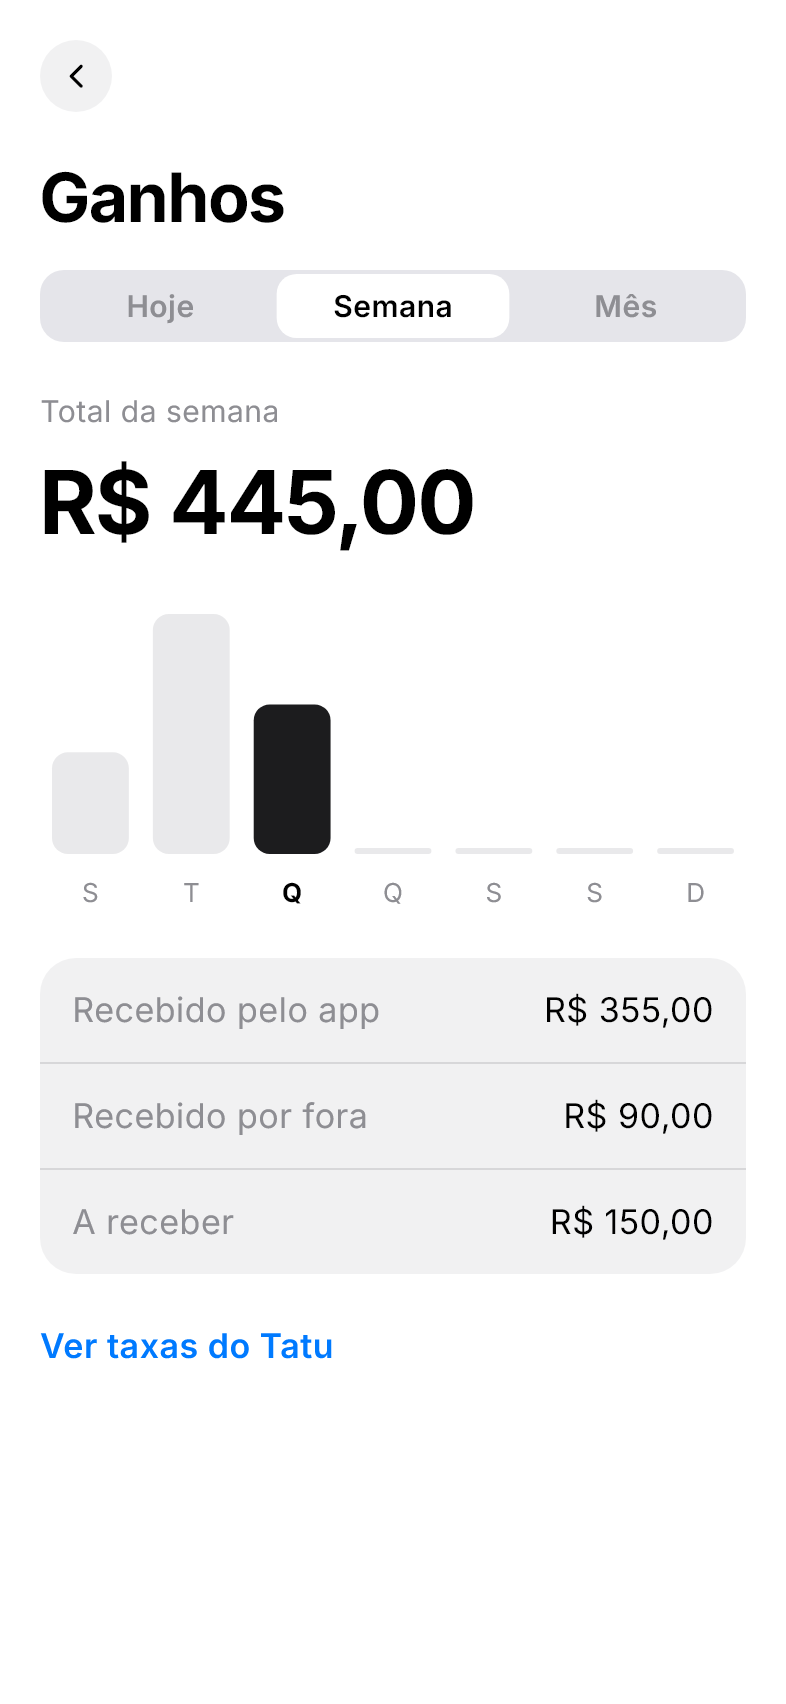 Ganhos
Hoje Semana Mês
Total da semana
R$ 445,00
S T Q Q S S D
Recebido pelo app R$ 355,00
Recebido por fora R$ 90,00
A receber R$ 150,00
Ver taxas do Tatu